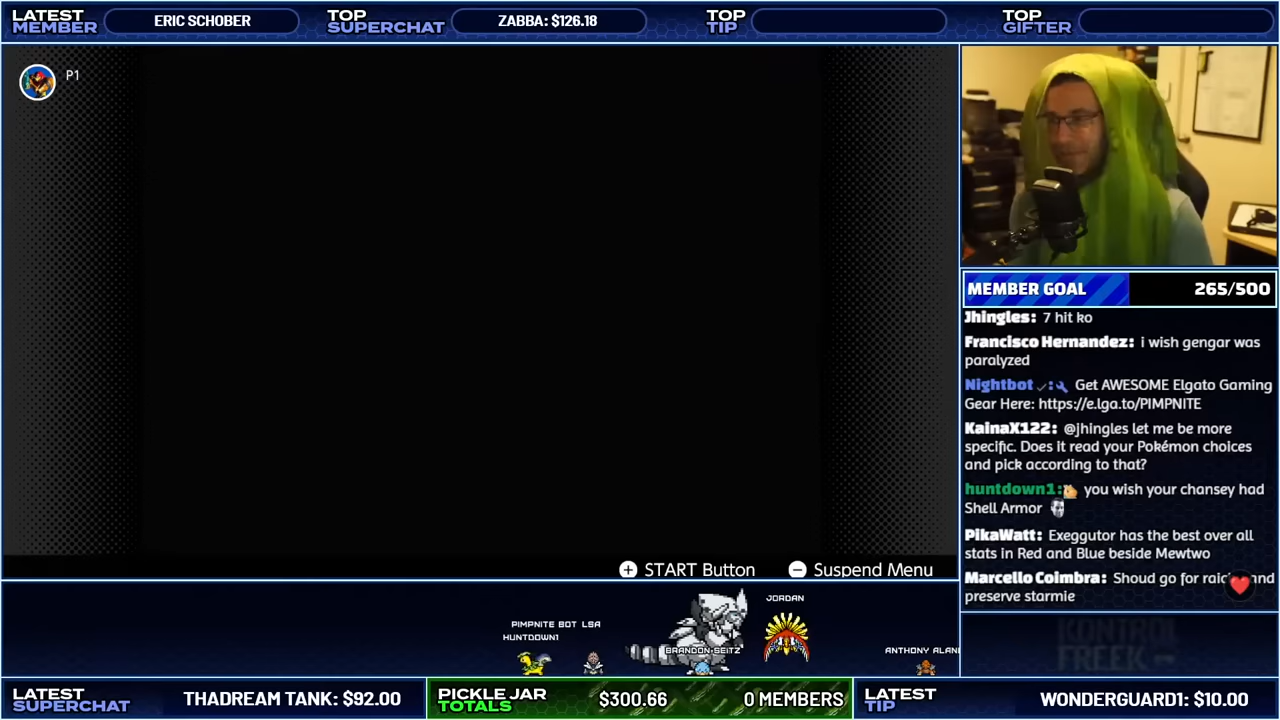 LATEST MEMBER ERIC SCHOBER
TOP SUPERCHAT ZABBA: $126.18
TOP TIP
TOP GIFTER
P1
+ START Button
- Suspend Menu
MEMBER GOAL 265/500
Jhingles: 7 hit ko
Francisco Hernandez: i wish gengar was
paralyzed
Nightbot Get AWESOME Elgato Gaming
Gear Here: https://e.lga.to/PIMPNITE
KainaX122: @jhingles let me be more
specific. Does it read your Pokémon choices
and pick according to that?
huntdown1: you wish your chansey had
Shell Armor
PikaWatt: Exeggutor has the best over all
stats in Red and Blue beside Mewtwo
Marcello Coimbra: Shoud go for and
preserve starmie
KONTROL
FREEK
PIMPNITE BOT LSA
HUNTDOWN1
BRANDON SEITZ
JORDAN
ANTHONY ALANI
LATEST SUPERCHAT THADREAM TANK: $92.00
PICKLE JAR TOTALS $300.66 0 MEMBERS
LATEST TIP WONDERGUARD1: $10.00